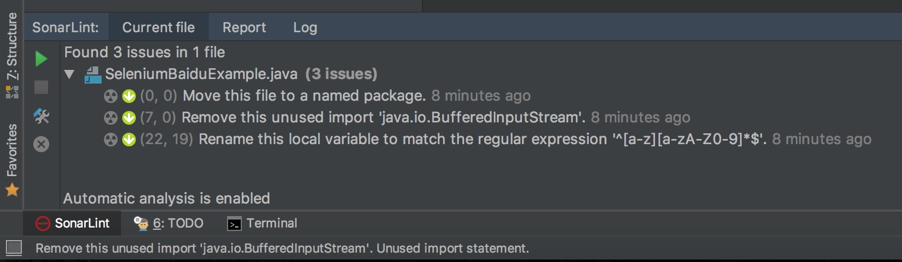 SonarLint: Current file Report Log
Found 3 issues in 1 file
SeleniumBaiduExample.java (3 issues)
(0, 0) Move this file to a named package. 8 minutes ago
(7, 0) Remove this unused import 'java.io.BufferedInputStream'. 8 minutes ago
(22, 19) Rename this local variable to match the regular expression '^[a-z][a-zA-Z0-9]*$'. 8 minutes ago
Automatic analysis is enabled
Z: Structure
Favorites
SonarLint 6: TODO Terminal
Remove this unused import 'java.io.BufferedInputStream'. Unused import statement.